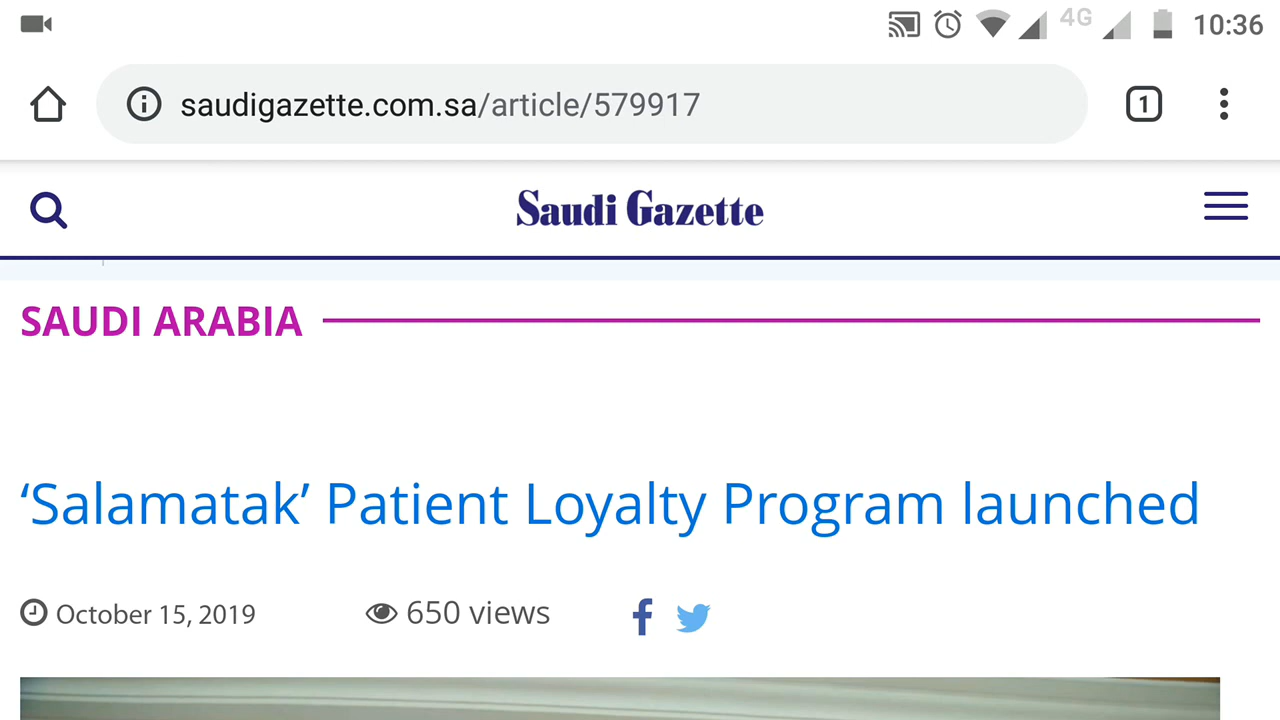 4G 10:36
saudigazette.com.sa/article/579917 1
Saudi Gazette
SAUDI ARABIA
‘Salamatak’ Patient Loyalty Program launched
October 15, 2019 650 views